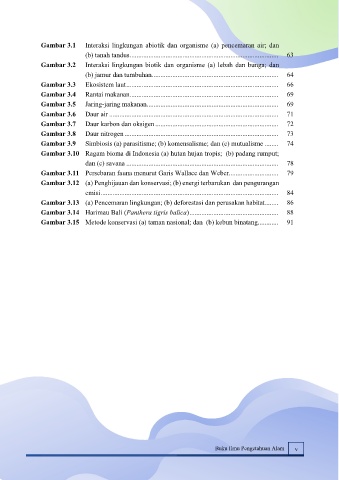 Gambar 3.1 Interaksi lingkungan abiotik dan organisme (a) pencemaran air; dan
(b) tanah tandus 63
Gambar 3.2 Interaksi lingkungan biotik dan organisme (a) lebah dan bunga; dan
(b) jamur dan tumbuhan 64
Gambar 3.3 Ekosistem laut 66
Gambar 3.4 Rantai makanan 69
Gambar 3.5 Jaring-jaring makanan 69
Gambar 3.6 Daur air 71
Gambar 3.7 Daur karbon dan oksigen 72
Gambar 3.8 Daur nitrogen 73
Gambar 3.9 Simbiosis (a) parasitisme; (b) komensalisme; dan (c) mutualisme 74
Gambar 3.10 Ragam bioma di Indonesia (a) hutan hujan tropis; (b) padang rumput;
dan (c) savana 78
Gambar 3.11 Persebaran fauna menurut Garis Wallace dan Weber 79
Gambar 3.12 (a) Penghijauan dan konservasi; (b) energi terbarukan dan pengurangan
emisi 84
Gambar 3.13 (a) Pencemaran lingkungan; (b) deforestasi dan perusakan habitat 86
Gambar 3.14 Harimau Bali (Panthera tigris balica) 88
Gambar 3.15 Metode konservasi (a) taman nasional; dan (b) kebun binatang 91
Buku Ilmu Pengetahuan Alam v